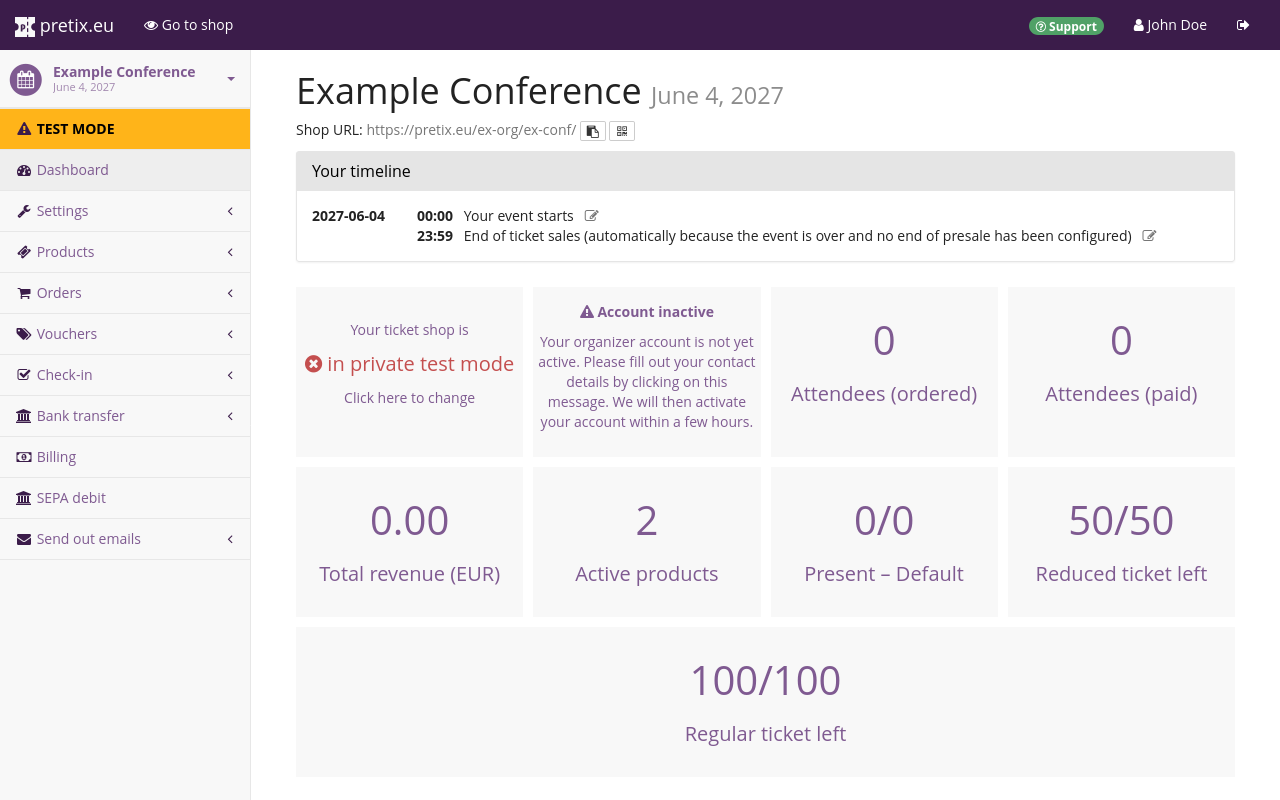 pretix.eu
Go to shop
Support
John Doe
Example Conference
June 4, 2027
TEST MODE
Dashboard
Settings
Products
Orders
Vouchers
Check-in
Bank transfer
Billing
SEPA debit
Send out emails
Example Conference June 4, 2027
Shop URL: https://pretix.eu/ex-org/ex-conf/
Your timeline
2027-06-04 00:00 Your event starts
23:59 End of ticket sales (automatically because the event is over and no end of presale has been configured)
Your ticket shop is
in private test mode
Click here to change
Account inactive
Your organizer account is not yet
active. Please fill out your contact
details by clicking on this
message. We will then activate
your account within a few hours.
0
Attendees (ordered)
0
Attendees (paid)
0.00
Total revenue (EUR)
2
Active products
0/0
Present – Default
50/50
Reduced ticket left
100/100
Regular ticket left